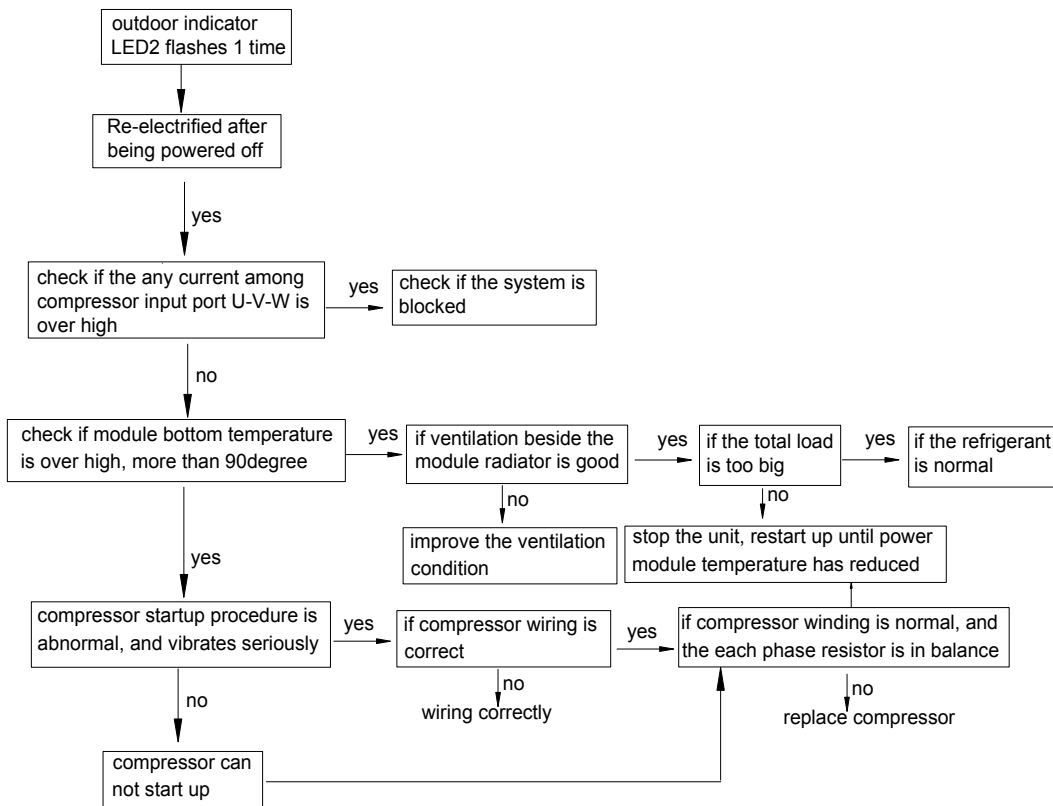 outdoor indicator
LED2 flashes 1 time
Re-electrified after
being powered off
yes
check if the any current among
compressor input port U-V-W is
over high
yes
check if the system is
blocked
no
check if module bottom temperature
is over high, more than 90degree
yes
if ventilation beside the
module radiator is good
yes
if the total load
is too big
yes
if the refrigerant
is normal
no
no
improve the ventilation
condition
stop the unit, restart up until power
module temperature has reduced
yes
compressor startup procedure is
abnormal, and vibrates seriously
yes
if compressor wiring is
correct
yes
if compressor winding is normal, and
the each phase resistor is in balance
no
wiring correctly
no
replace compressor
no
compressor can
not start up